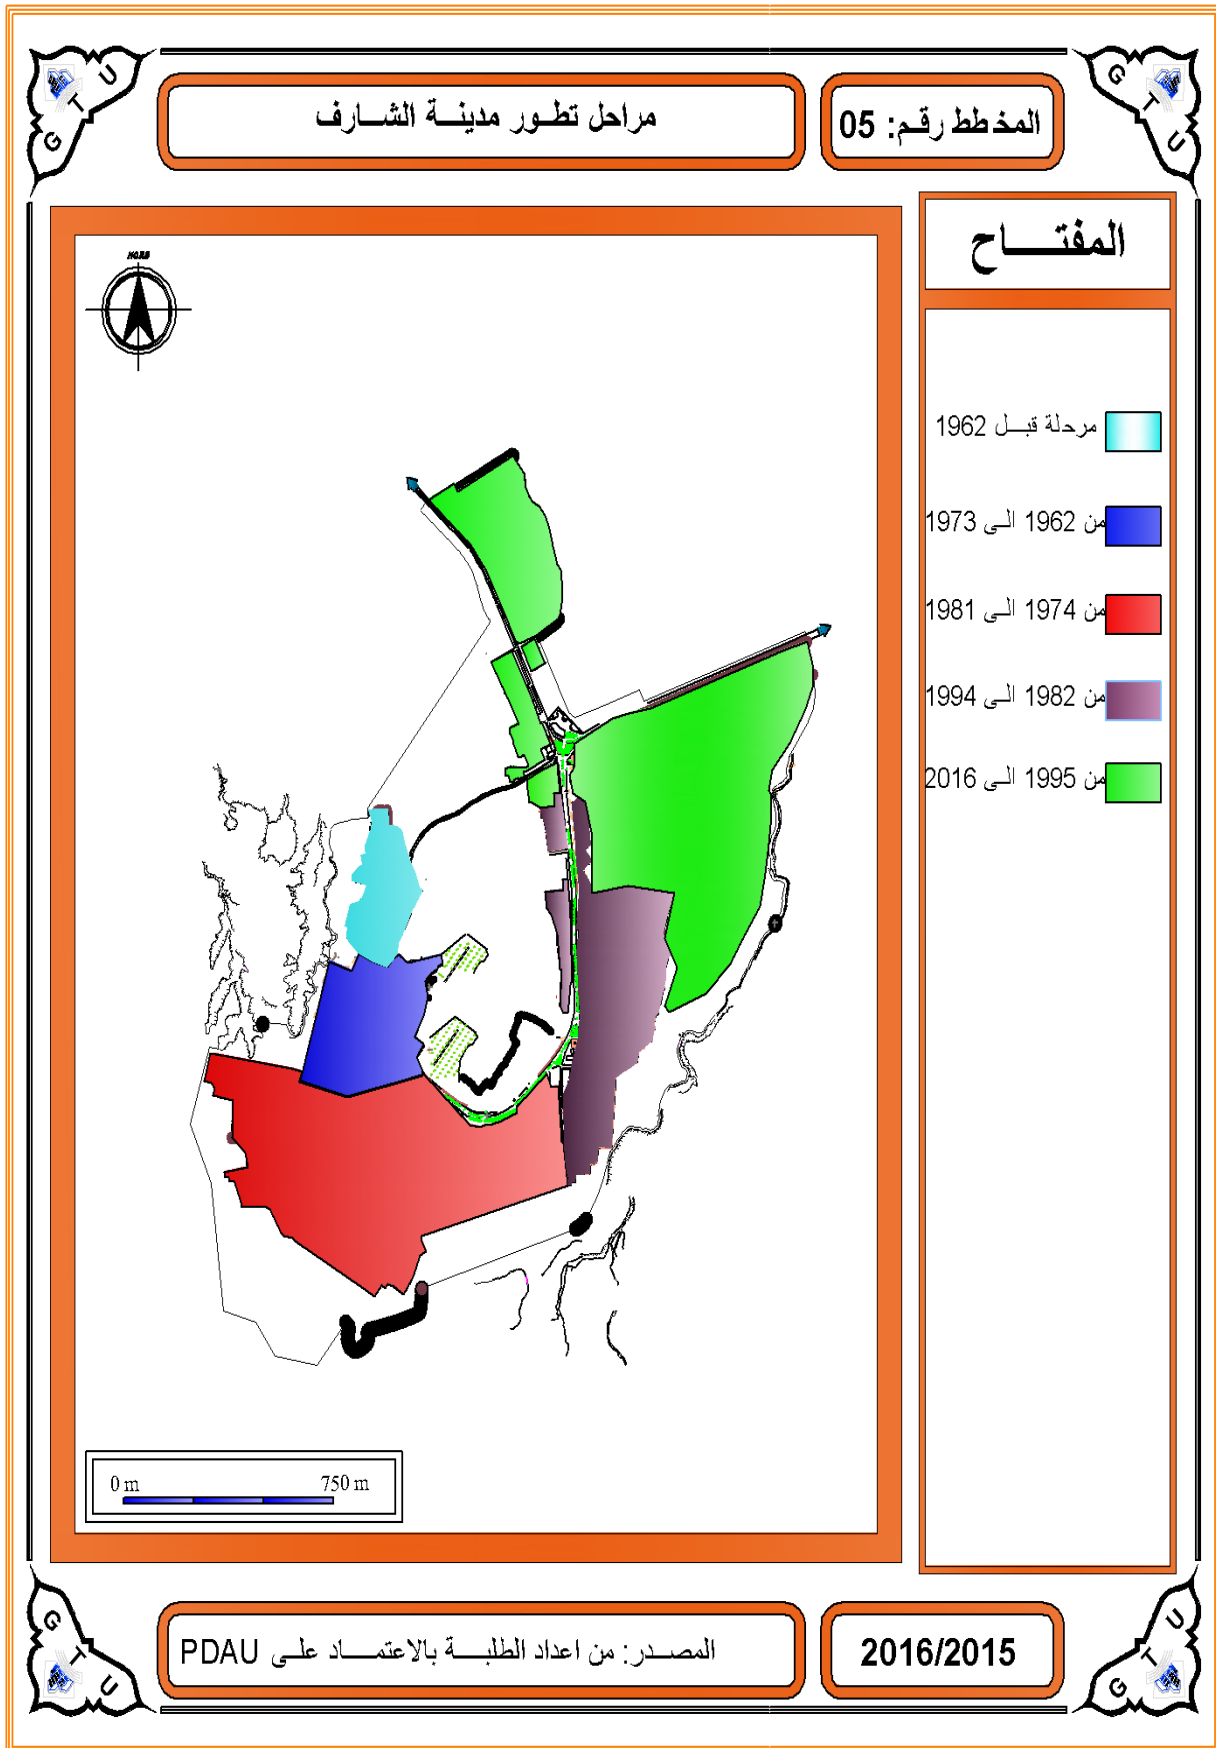 G T U
G T U
المخطط رقم: 05
مراحل تطور مدينة الشارف
المفتاح
NORD
مرحلة قبل 1962
من 1962 الى 1973
من 1974 الى 1981
من 1982 الى 1994
من 1995 الى 2016
0 m 750 m
2016/2015
المصدر: من اعداد الطلبة بالاعتماد على PDAU
G T U
G T U